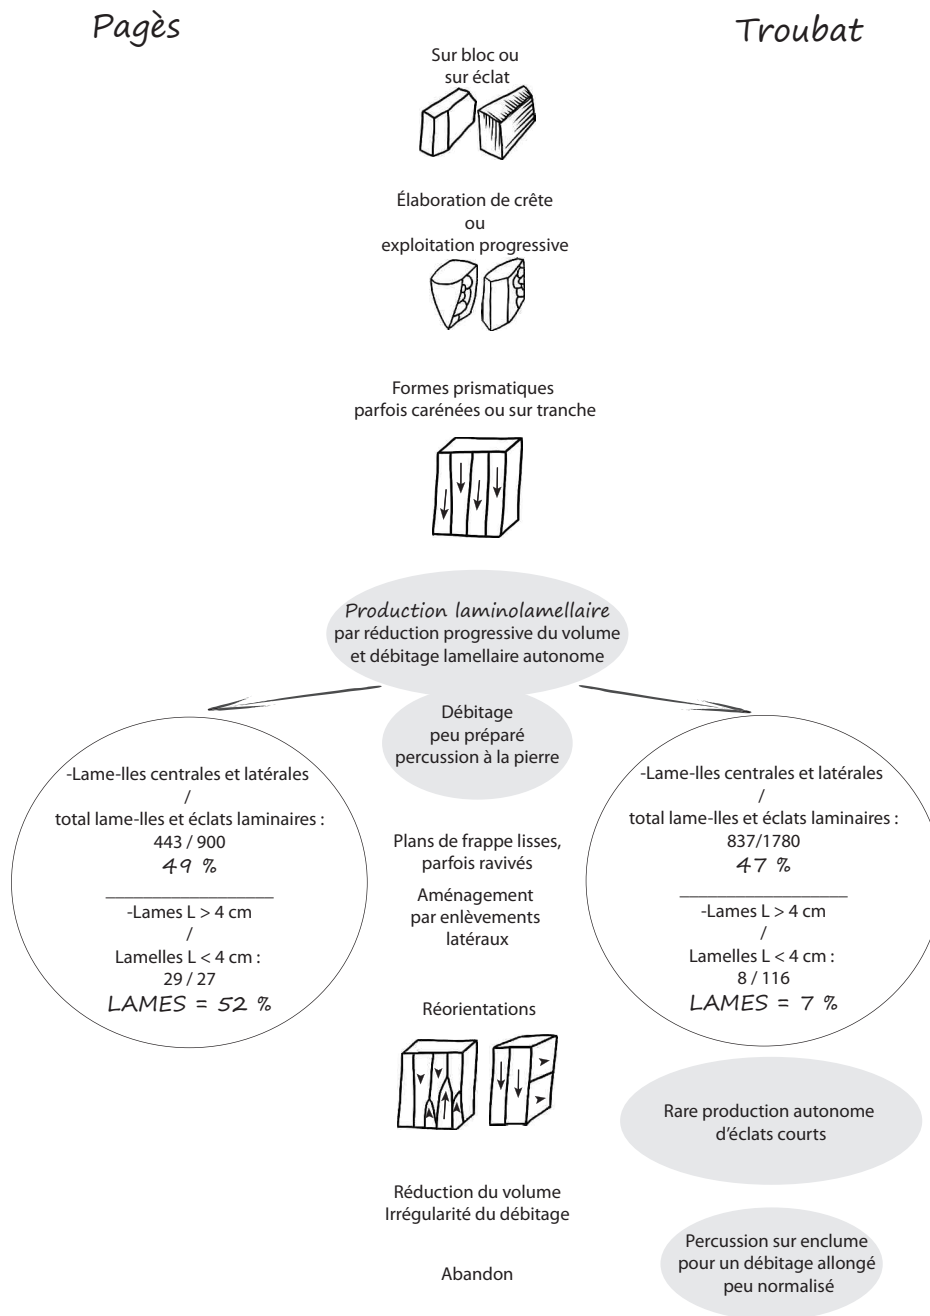 Pagès
Troubat
Sur bloc ou
sur éclat
Élaboration de crête
ou
exploitation progressive
Formes prismatiques
parfois carénées ou sur tranche
Production laminolamellaire
par réduction progressive du volume
et débitage lamellaire autonome
Débitage
peu préparé
percussion à la pierre
-Lame-lles centrales et latérales
/
total lame-lles et éclats laminaires :
443 / 900
49 %
-Lames L > 4 cm
/
Lamelles L < 4 cm :
29 / 27
LAMES = 52 %
Plans de frappe lisses,
parfois ravivés
Aménagement
par enlèvements
latéraux
-Lame-lles centrales et latérales
/
total lame-lles et éclats laminaires :
837/1780
47 %
-Lames L > 4 cm
/
Lamelles L < 4 cm :
8 / 116
LAMES = 7 %
Réorientations
Rare production autonome
d'éclats courts
Réduction du volume
Irrégularité du débitage
Percussion sur enclume
pour un débitage allongé
peu normalisé
Abandon